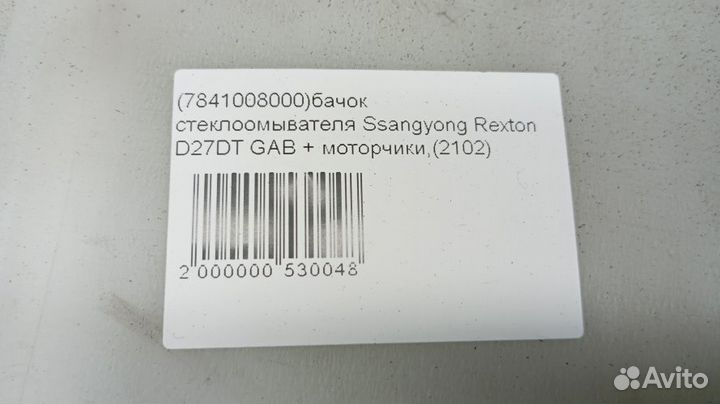 (7841008000)бачок
стеклоомывателя Ssangyong Rexton
D27DT GAB + моторчики,(2102)
2 000000 530048
Avito